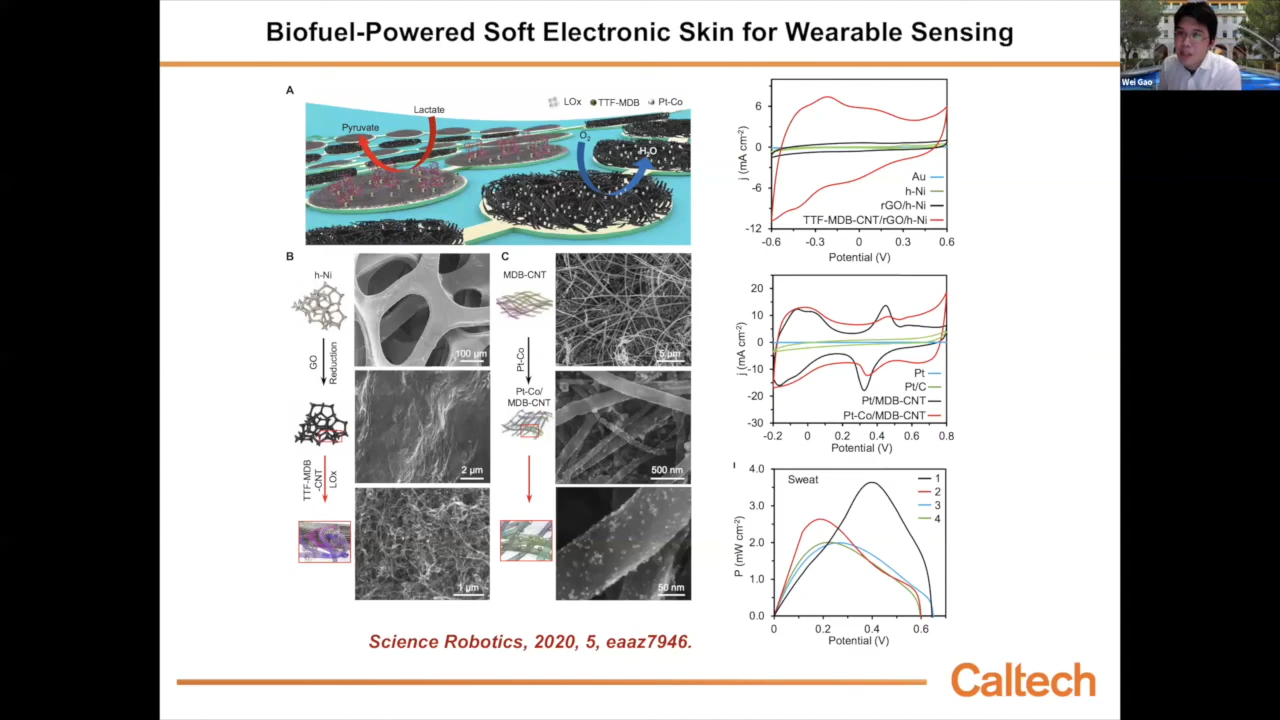 Biofuel-Powered Soft Electronic Skin for Wearable Sensing
Wei Gao
A
LOx
TTF-MDB
Pt-Co
Lactate
Pyruvate
O2
H2O
B
h-Ni
GO
Reduction
TTF-MDB
-CNT
LOx
100 µm
2 µm
1 µm
C
MDB-CNT
Pt-Co
Pt-Co/
MDB-CNT
5 µm
500 nm
50 nm
j (mA cm-2)
6
0
-6
-12
Au
h-Ni
rGO/h-Ni
TTF-MDB-CNT/rGO/h-Ni
-0.6 -0.3 0 0.3 0.6
Potential (V)
j (mA cm-2)
20
10
0
-10
-20
-30
Pt
Pt/C
Pt/MDB-CNT
Pt-Co/MDB-CNT
-0.2 0 0.2 0.4 0.6 0.8
Potential (V)
I
P (mW cm-2)
4.0
3.0
2.0
1.0
0.0
Sweat
1
2
3
4
0 0.2 0.4 0.6
Potential (V)
Science Robotics, 2020, 5, eaaz7946.
Caltech